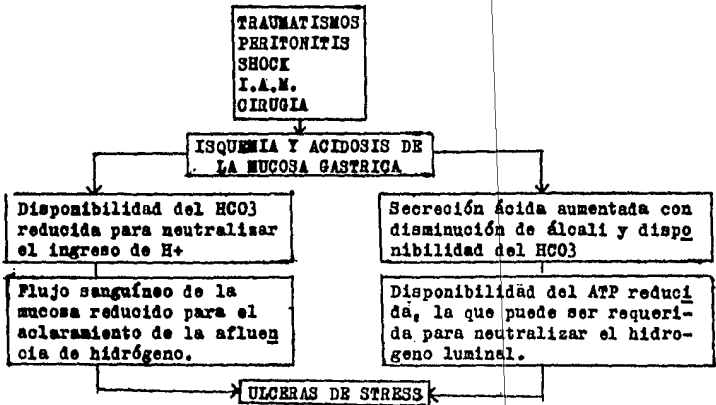 TRAUMATISMOS
PERITONITIS
SHOCK
I.A.M.
CIRUGIA
ISQUEMIA Y ACIDOSIS DE
LA MUCOSA GASTRICA
Disponibilidad del HCO3
reducida para neutralizar
el ingreso de H+
Secreción ácida aumentada con
disminución de álcali y dispo
nibilidad del HCO3
Flujo sanguíneo de la
mucosa reducido para el
aclaramiento de la afluen
cia de hidrógeno.
Disponibilidad del ATP reduci
da, la que puede ser requeri-
da para neutralizar el hidro-
geno luminal.
ULCERAS DE STRESS